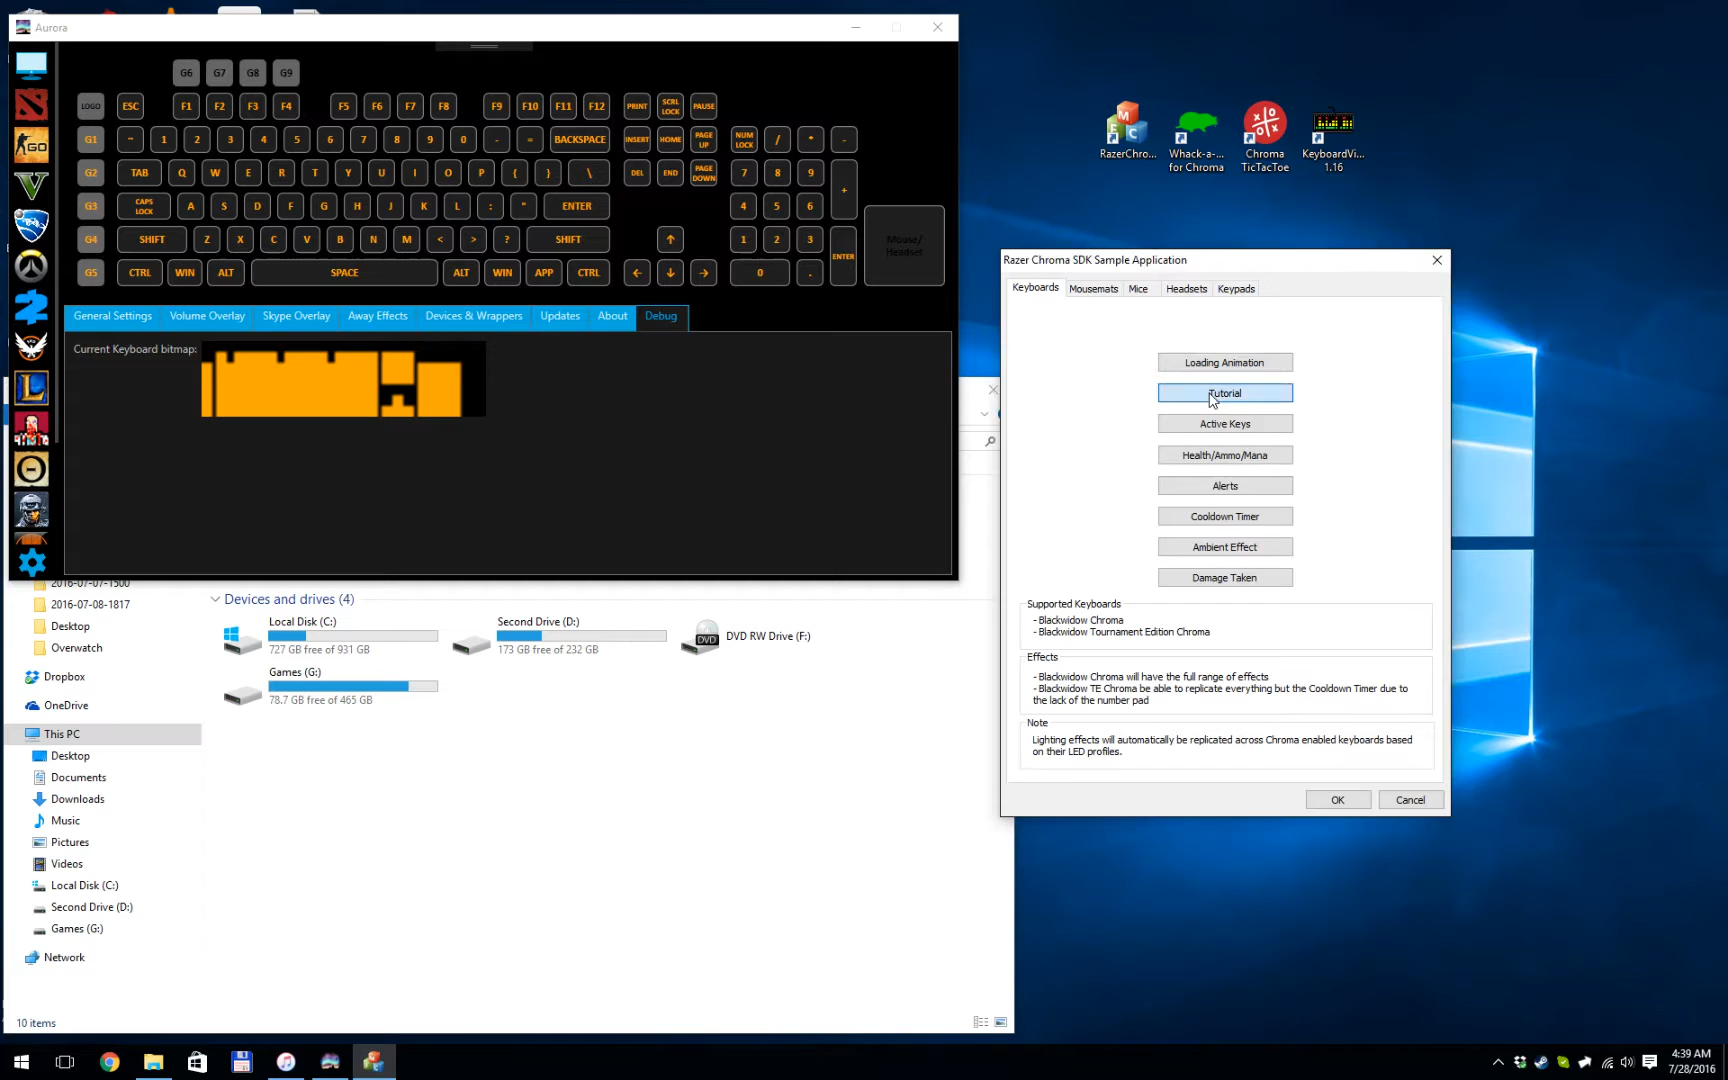 Aurora
G6 G7 G8 G9
LOGO ESC F1 F2 F3 F4 F5 F6 F7 F8 F9 F10 F11 F12 PRINT SCRL LOCK PAUSE
G1 ~ 1 2 3 4 5 6 7 8 9 0 - = BACKSPACE INSERT HOME PAGE UP NUM LOCK / * -
G2 TAB Q W E R T Y U I O P { } \ DEL END PAGE DOWN 7 8 9 +
G3 CAPS LOCK A S D F G H J K L : " ENTER 4 5 6
G4 SHIFT Z X C V B N M < > ? SHIFT ↑ 1 2 3 ENTER
G5 CTRL WIN ALT SPACE ALT WIN APP CTRL ← ↓ → 0 .
Mouse/
Headset
General Settings Volume Overlay Skype Overlay Away Effects Devices & Wrappers Updates About Debug
Current Keyboard bitmap:
2016-07-07-1500
2016-07-08-1817
Desktop
Overwatch
Dropbox
OneDrive
This PC
Desktop
Documents
Downloads
Music
Pictures
Videos
Local Disk (C:)
Second Drive (D:)
Games (G:)
Network
10 items
Devices and drives (4)
Local Disk (C:)
727 GB free of 931 GB
Second Drive (D:)
173 GB free of 232 GB
DVD RW Drive (F:)
Games (G:)
78.7 GB free of 465 GB
RazerChro...
Whack-a-...
for Chroma
Chroma
TicTacToe
KeyboardVi...
1.16
Razer Chroma SDK Sample Application
Keyboards Mousemats Mice Headsets Keypads
Loading Animation
Tutorial
Active Keys
Health/Ammo/Mana
Alerts
Cooldown Timer
Ambient Effect
Damage Taken
Supported Keyboards
- Blackwidow Chroma
- Blackwidow Tournament Edition Chroma
Effects
- Blackwidow Chroma will have the full range of effects
- Blackwidow TE Chroma be able to replicate everything but the Cooldown Timer due to
the lack of the number pad
Note
Lighting effects will automatically be replicated across Chroma enabled keyboards based
on their LED profiles.
OK Cancel
4:39 AM
7/28/2016